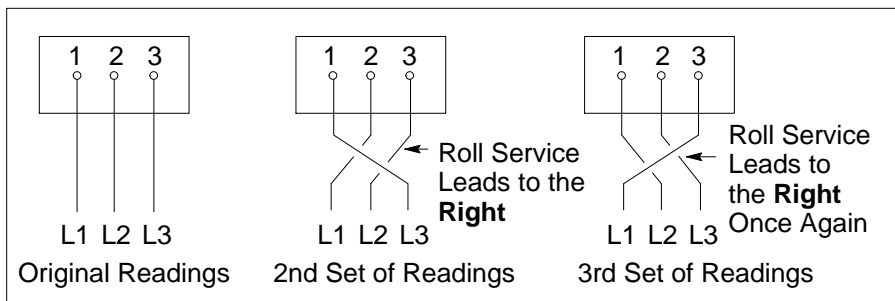 1 2 3
L1 L2 L3
Original Readings
1 2 3
Roll Service
Leads to the
Right
L1 L2 L3
2nd Set of Readings
1 2 3
Roll Service
Leads to
the Right
Once Again
L1 L2 L3
3rd Set of Readings